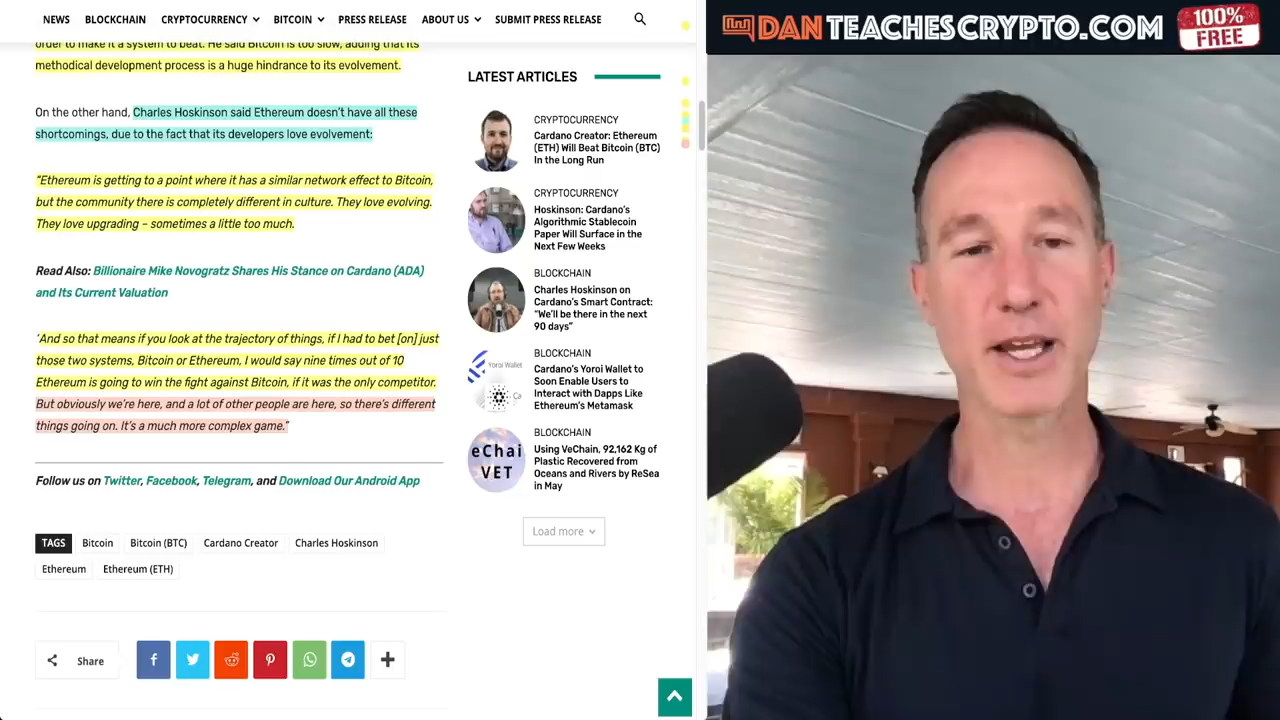 NEWS BLOCKCHAIN CRYPTOCURRENCY BITCOIN PRESS RELEASE ABOUT US SUBMIT PRESS RELEASE
order to make it a system to beat. He said Bitcoin is too slow, adding that its
methodical development process is a huge hindrance to its evolvement.
On the other hand, Charles Hoskinson said Ethereum doesn't have all these
shortcomings, due to the fact that its developers love evolvement:
“Ethereum is getting to a point where it has a similar network effect to Bitcoin,
but the community there is completely different in culture. They love evolving.
They love upgrading – sometimes a little too much.
Read Also: Billionaire Mike Novogratz Shares His Stance on Cardano (ADA)
and Its Current Valuation
‘And so that means if you look at the trajectory of things, if I had to bet [on] just
those two systems, Bitcoin or Ethereum, I would say nine times out of 10
Ethereum is going to win the fight against Bitcoin, if it was the only competitor.
But obviously we're here, and a lot of other people are here, so there's different
things going on. It's a much more complex game.”
Follow us on Twitter, Facebook, Telegram, and Download Our Android App
TAGS Bitcoin Bitcoin (BTC) Cardano Creator Charles Hoskinson
Ethereum Ethereum (ETH)
Share
LATEST ARTICLES
CRYPTOCURRENCY
Cardano Creator: Ethereum
(ETH) Will Beat Bitcoin (BTC)
In the Long Run
CRYPTOCURRENCY
Hoskinson: Cardano's
Algorithmic Stablecoin
Paper Will Surface in the
Next Few Weeks
BLOCKCHAIN
Charles Hoskinson on
Cardano's Smart Contract:
“We'll be there in the next
90 days”
Yoroi Wallet
Ca
BLOCKCHAIN
Cardano's Yoroi Wallet to
Soon Enable Users to
Interact with Dapps Like
Ethereum's Metamask
eChai
VET
BLOCKCHAIN
Using VeChain, 92,162 Kg of
Plastic Recovered from
Oceans and Rivers by ReSea
in May
Load more
DANTEACHESCRYPTO.COM
100%
FREE